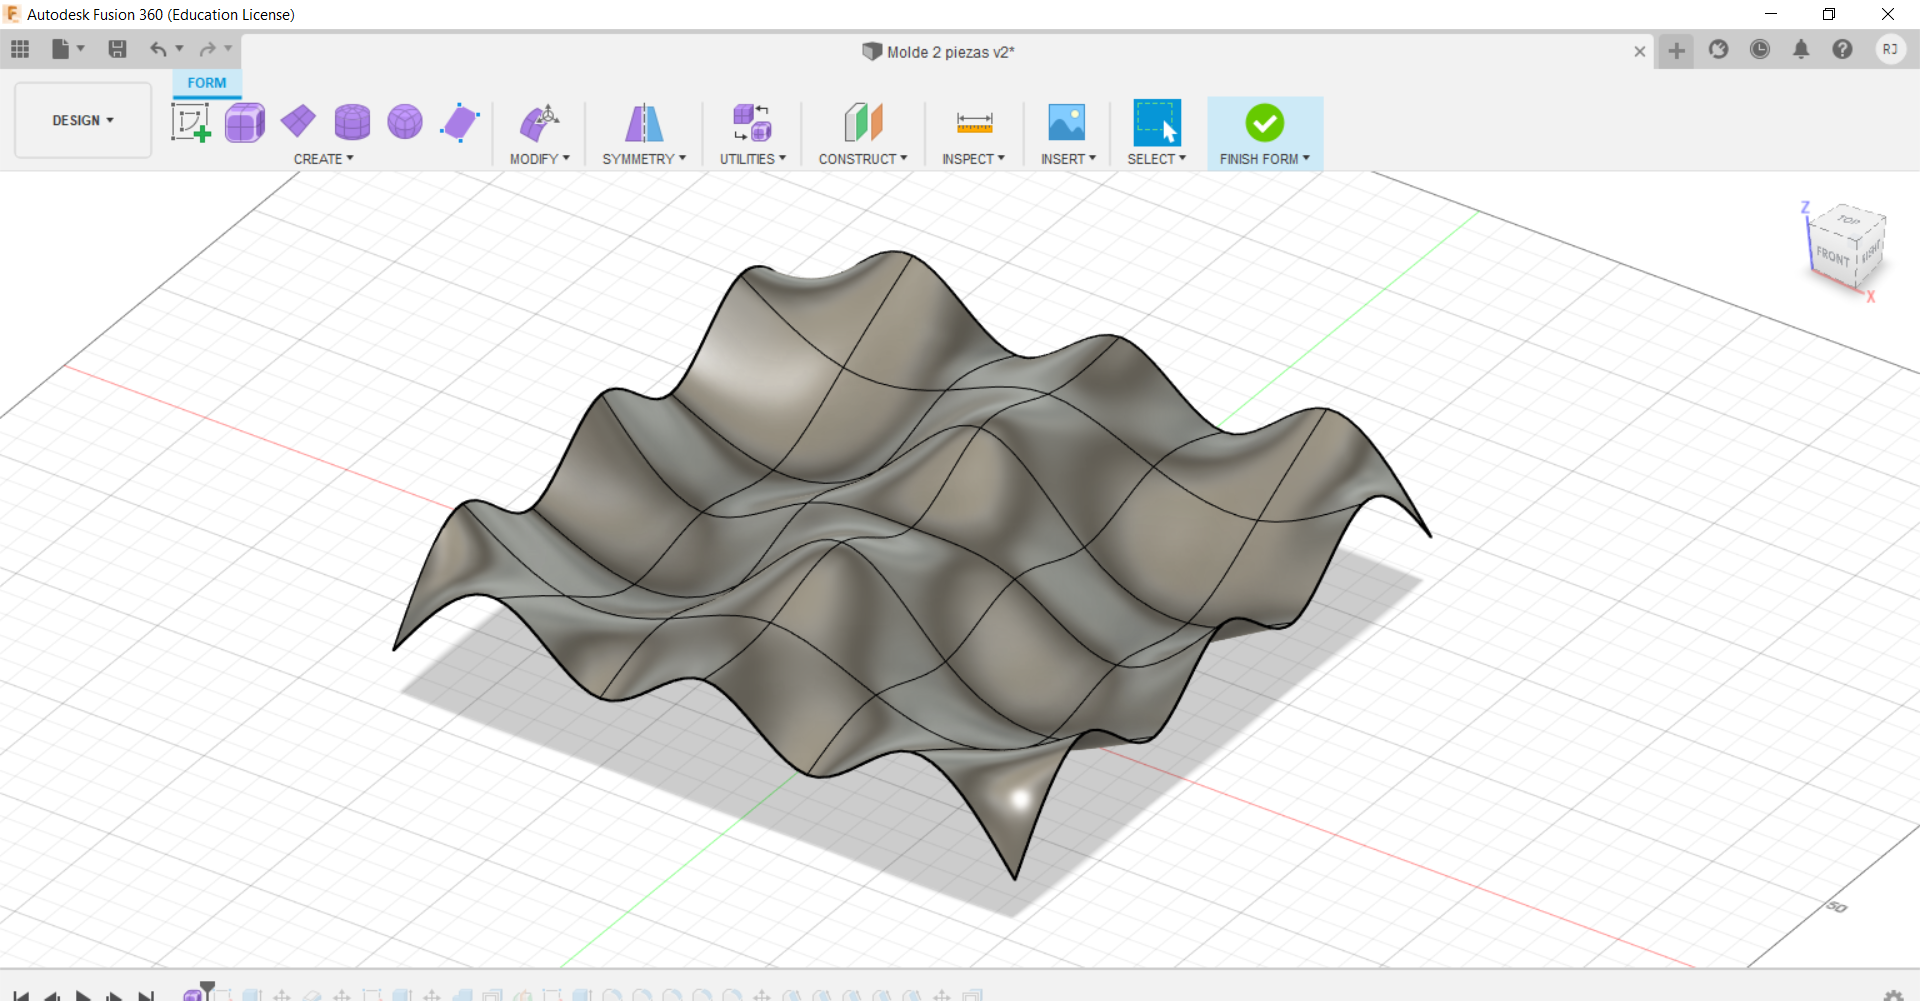 Autodesk Fusion 360 (Education License)
Molde 2 piezas v2*
RJ
FORM
DESIGN
CREATE
MODIFY
SYMMETRY
UTILITIES
CONSTRUCT
INSPECT
INSERT
SELECT
FINISH FORM
Z
TOP
FRONT
RIGHT
X
50